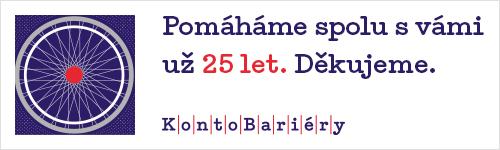 Pomáháme spolu s vámi
už 25 let. Děkujeme.
KontoBariéry